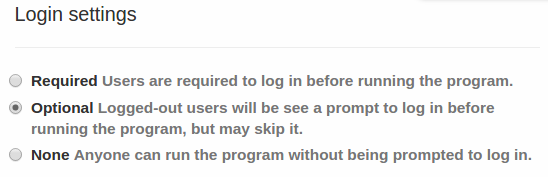 Login settings
Required Users are required to log in before running the program.
Optional Logged-out users will be see a prompt to log in before
running the program, but may skip it.
None Anyone can run the program without being prompted to log in.